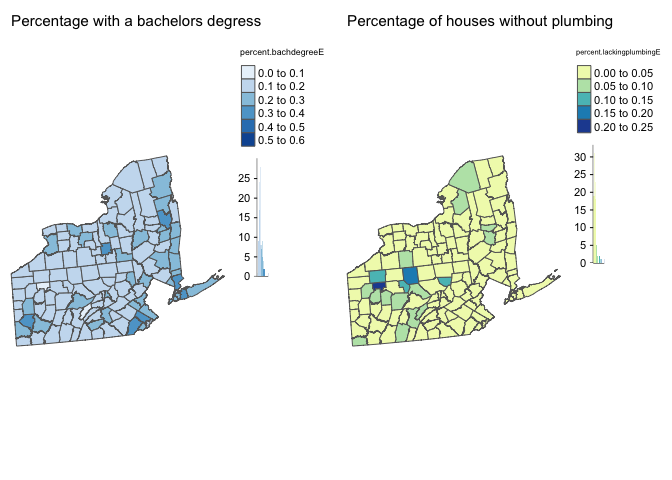 Percentage with a bachelors degress
percent.bachdegreeE
0.0 to 0.1
0.1 to 0.2
0.2 to 0.3
0.3 to 0.4
0.4 to 0.5
0.5 to 0.6
25
20
15
10
5
0
Percentage of houses without plumbing
percent.lackingplumbingE
0.00 to 0.05
0.05 to 0.10
0.10 to 0.15
0.15 to 0.20
0.20 to 0.25
30
25
20
15
10
5
0